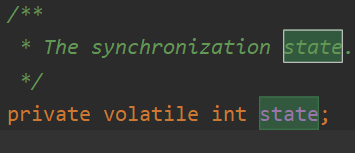 /**
* The synchronization state.
*/
private volatile int state;